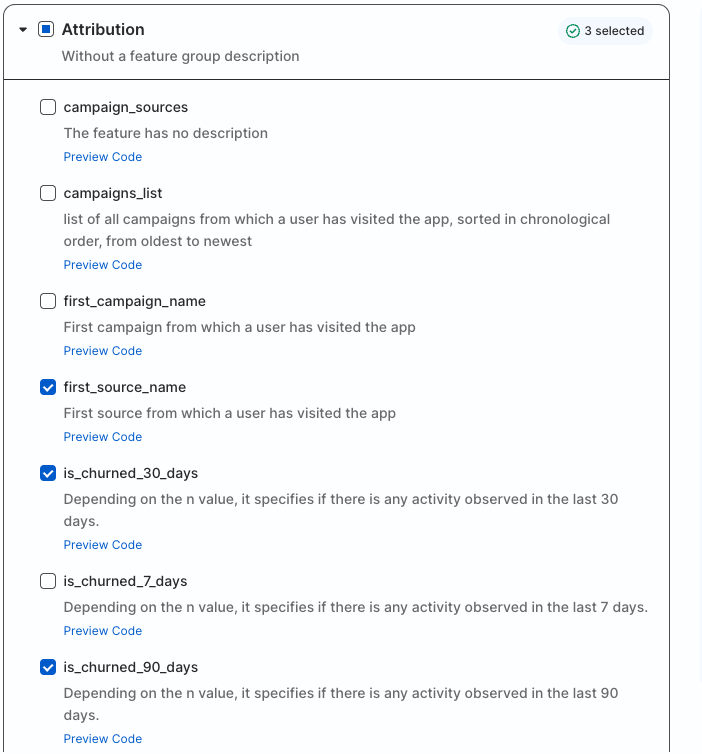 Attribution
3 selected
Without a feature group description
campaign_sources
The feature has no description
Preview Code
campaigns_list
list of all campaigns from which a user has visited the app, sorted in chronological
order, from oldest to newest
Preview Code
first_campaign_name
First campaign from which a user has visited the app
Preview Code
first_source_name
First source from which a user has visited the app
Preview Code
is_churned_30_days
Depending on the n value, it specifies if there is any activity observed in the last 30
days.
Preview Code
is_churned_7_days
Depending on the n value, it specifies if there is any activity observed in the last 7 days.
Preview Code
is_churned_90_days
Depending on the n value, it specifies if there is any activity observed in the last 90
days.
Preview Code